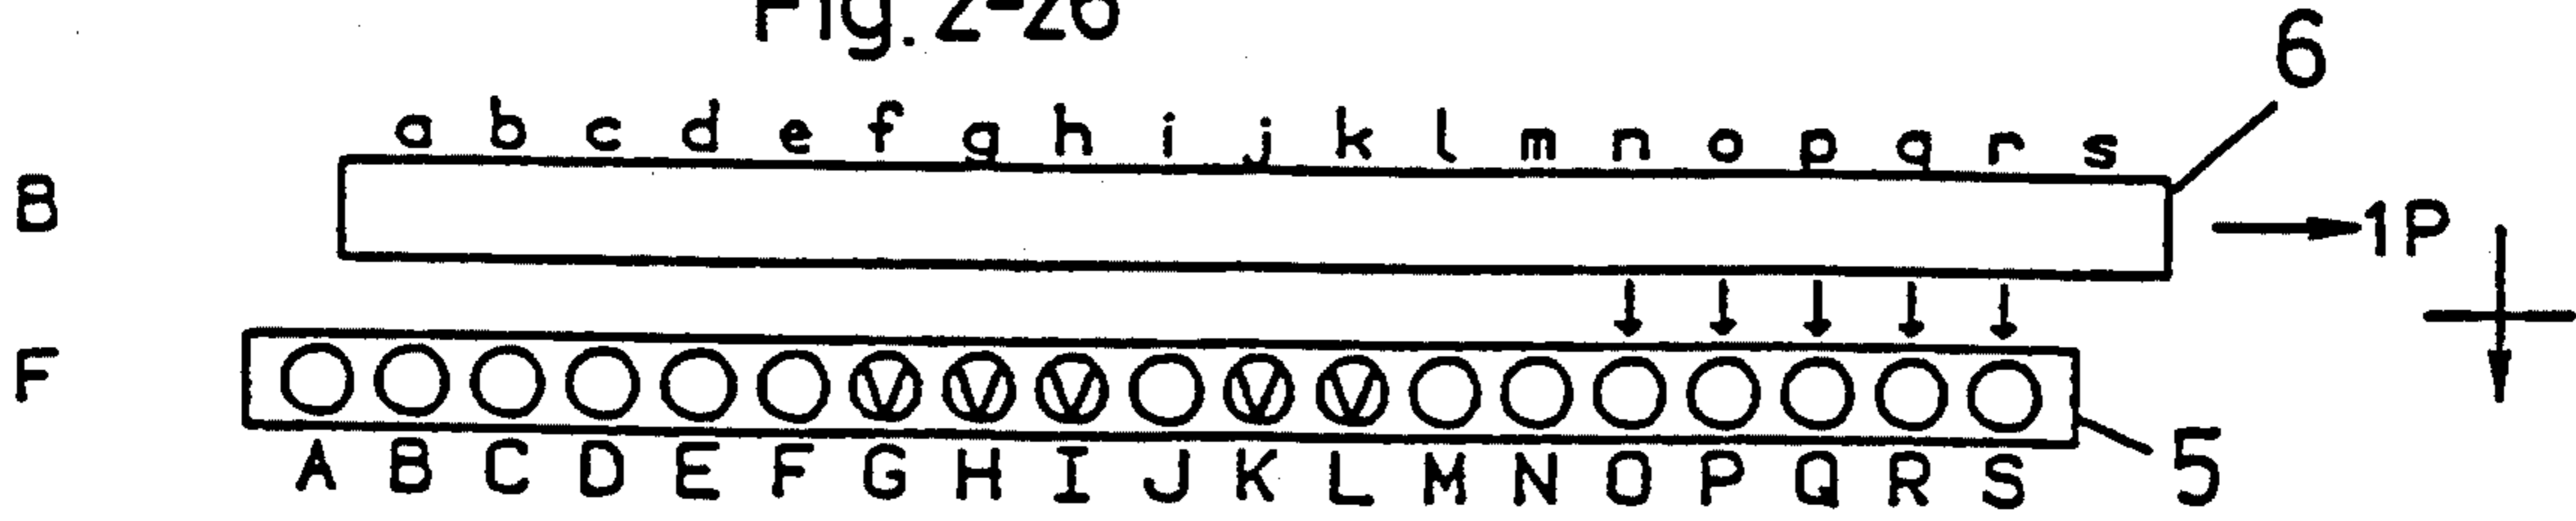 Fig. 2-26
6
a b c d e f g h i j k l m n o p q r s
B
1P
F
V V V V V
5
A B C D E F G H I J K L M N O P Q R S